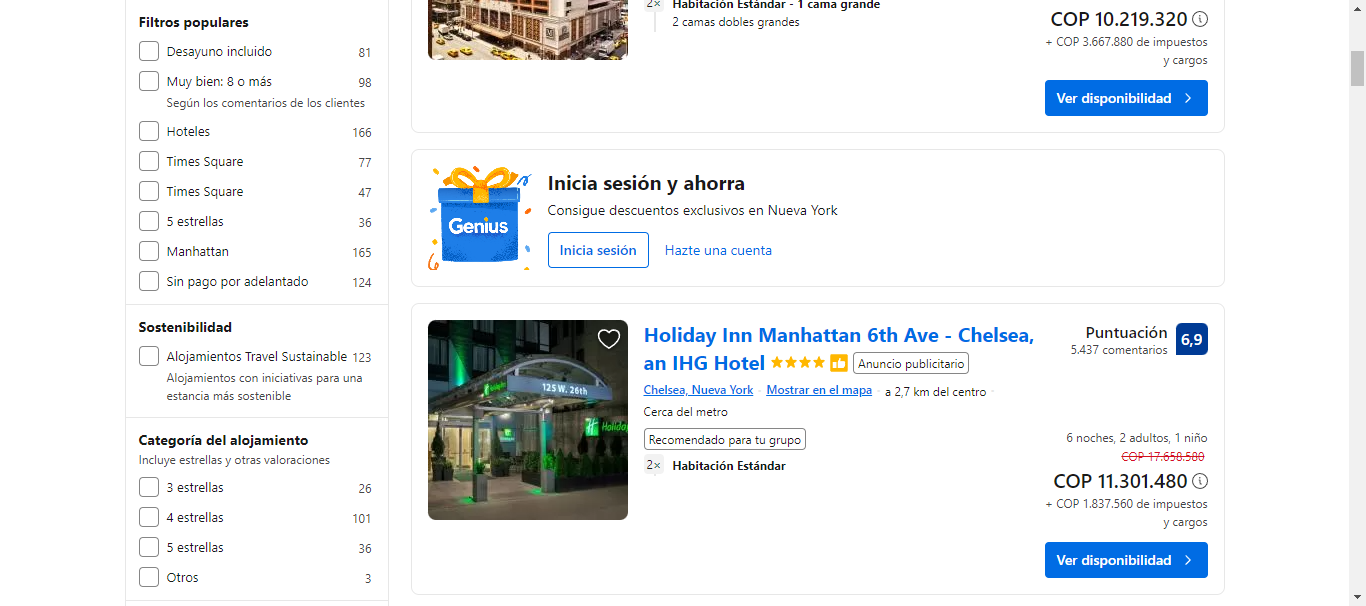 Filtros populares
Desayuno incluido 81
Muy bien: 8 o más 98
Según los comentarios de los clientes
Hoteles 166
Times Square 77
Times Square 47
5 estrellas 36
Manhattan 165
Sin pago por adelantado 124
Sostenibilidad
Alojamientos Travel Sustainable 123
Alojamientos con iniciativas para una
estancia más sostenible
Categoría del alojamiento
Incluye estrellas y otras valoraciones
3 estrellas 26
4 estrellas 101
5 estrellas 36
Otros 3
2× Habitación Estándar - 1 cama grande
2 camas dobles grandes
COP 10.219.320
+ COP 3.667.880 de impuestos
y cargos
Ver disponibilidad
Genius
Inicia sesión y ahorra
Consigue descuentos exclusivos en Nueva York
Inicia sesión Hazte una cuenta
125 W. 26th
Holiday
Holiday Inn Manhattan 6th Ave - Chelsea,
an IHG Hotel Anuncio publicitario
Chelsea, Nueva York · Mostrar en el mapa · a 2,7 km del centro ·
Cerca del metro
Recomendado para tu grupo
2× Habitación Estándar
Puntuación 6,9
5.437 comentarios
6 noches, 2 adultos, 1 niño
COP 17.658.580
COP 11.301.480
+ COP 1.837.560 de impuestos
y cargos
Ver disponibilidad